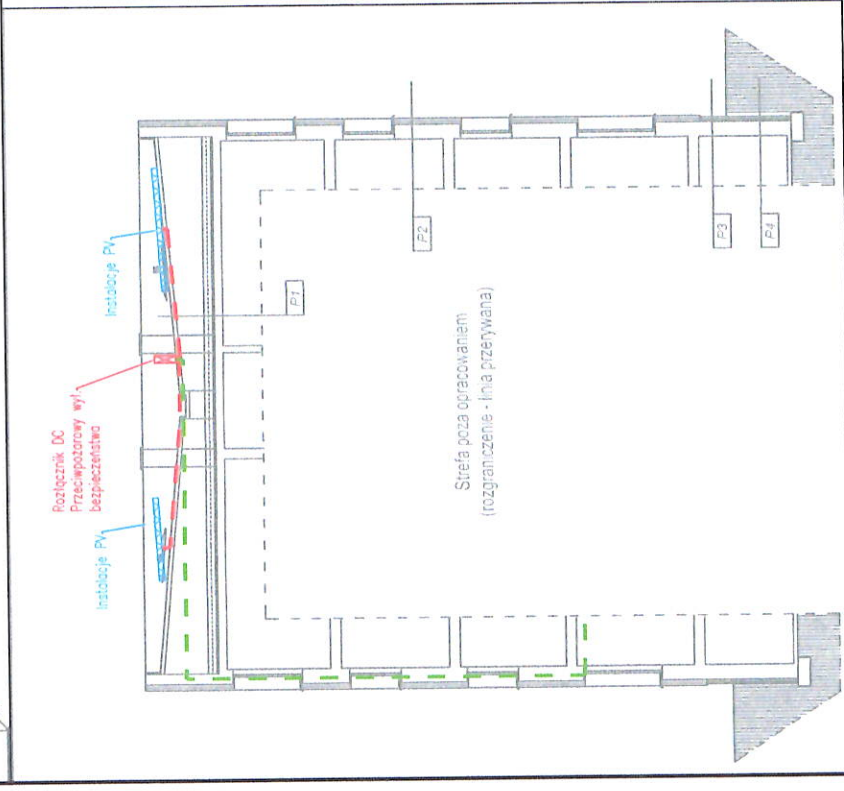 Instalacje PV
Rozłącznik DC
Przeciwpożarowy wył.
bezpieczeństwa
Instalacje PV
P1
P2
P3
P4
Strefa poza opracowaniem
(rozgraniczenie - linia przerywana)